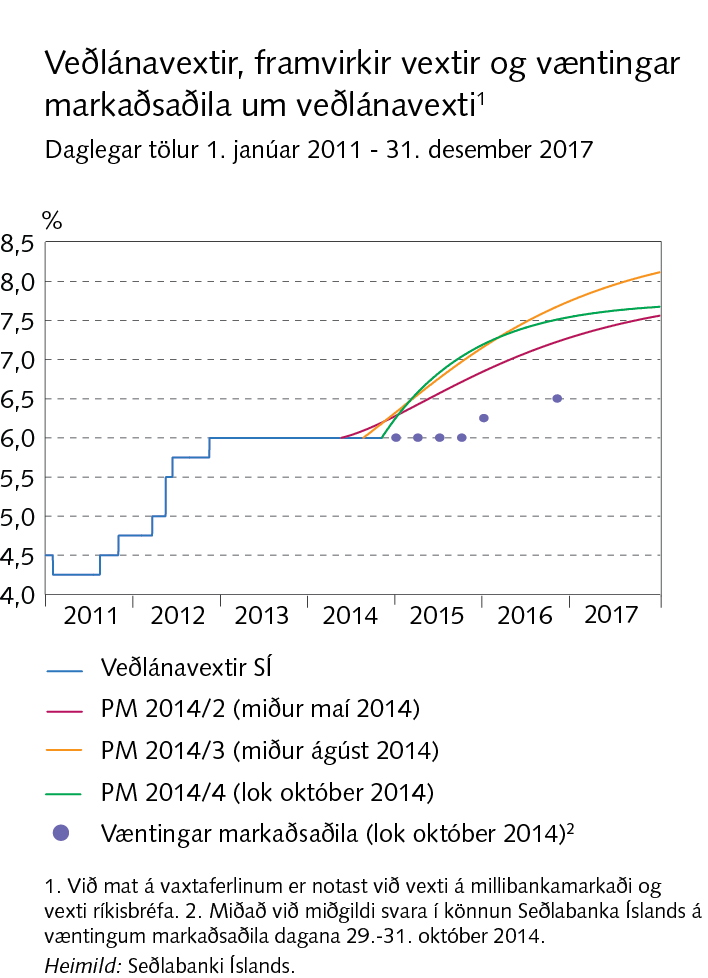 Veðlánavextir, framvirkir vextir og væntingar
markaðsaðila um veðlánavexti¹
Daglegar tölur 1. janúar 2011 - 31. desember 2017
%
8,5
8,0
7,5
7,0
6,5
6,0
5,5
5,0
4,5
4,0
2011 2012 2013 2014 2015 2016 2017
Veðlánavextir SÍ
PM 2014/2 (miður maí 2014)
PM 2014/3 (miður ágúst 2014)
PM 2014/4 (lok október 2014)
Væntingar markaðsaðila (lok október 2014)²
1. Við mat á vaxtaferlinum er notast við vexti á millibankamarkaði og
vexti ríkisbréfa. 2. Miðað við miðgildi svara í könnun Seðlabanka Íslands á
væntingum markaðsaðila dagana 29.-31. október 2014.
Heimild: Seðlabanki Íslands.